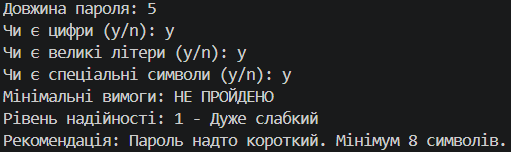 Довжина пароля: 5
Чи є цифри (y/n): y
Чи є великі літери (y/n): y
Чи є спеціальні символи (y/n): y
Мінімальні вимоги: НЕ ПРОЙДЕНО
Рівень надійності: 1 - Дуже слабкий
Рекомендація: Пароль надто короткий. Мінімум 8 символів.